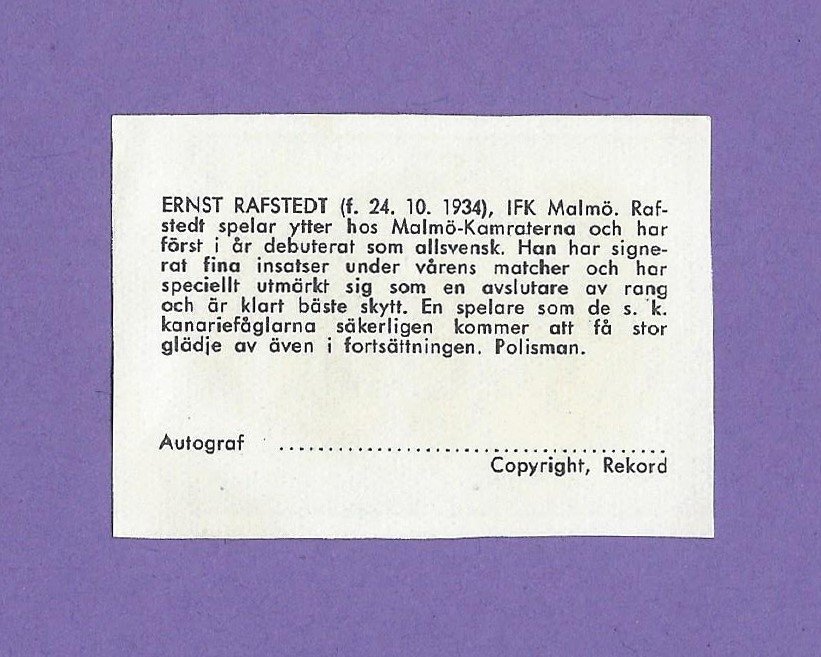 ERNST RAFSTEDT (f. 24. 10. 1934), IFK Malmö. Raf-
stedt spelar ytter hos Malmö-Kamraterna och har
först i år debuterat som allsvensk. Han har signe-
rat fina insatser under vårens matcher och har
speciellt utmärkt sig som en avslutare av rang
och är klart bäste skytt. En spelare som de s. k.
kanariefåglarna säkerligen kommer att få stor
glädje av även i fortsättningen. Polisman.
Autograf ........................................
Copyright, Rekord